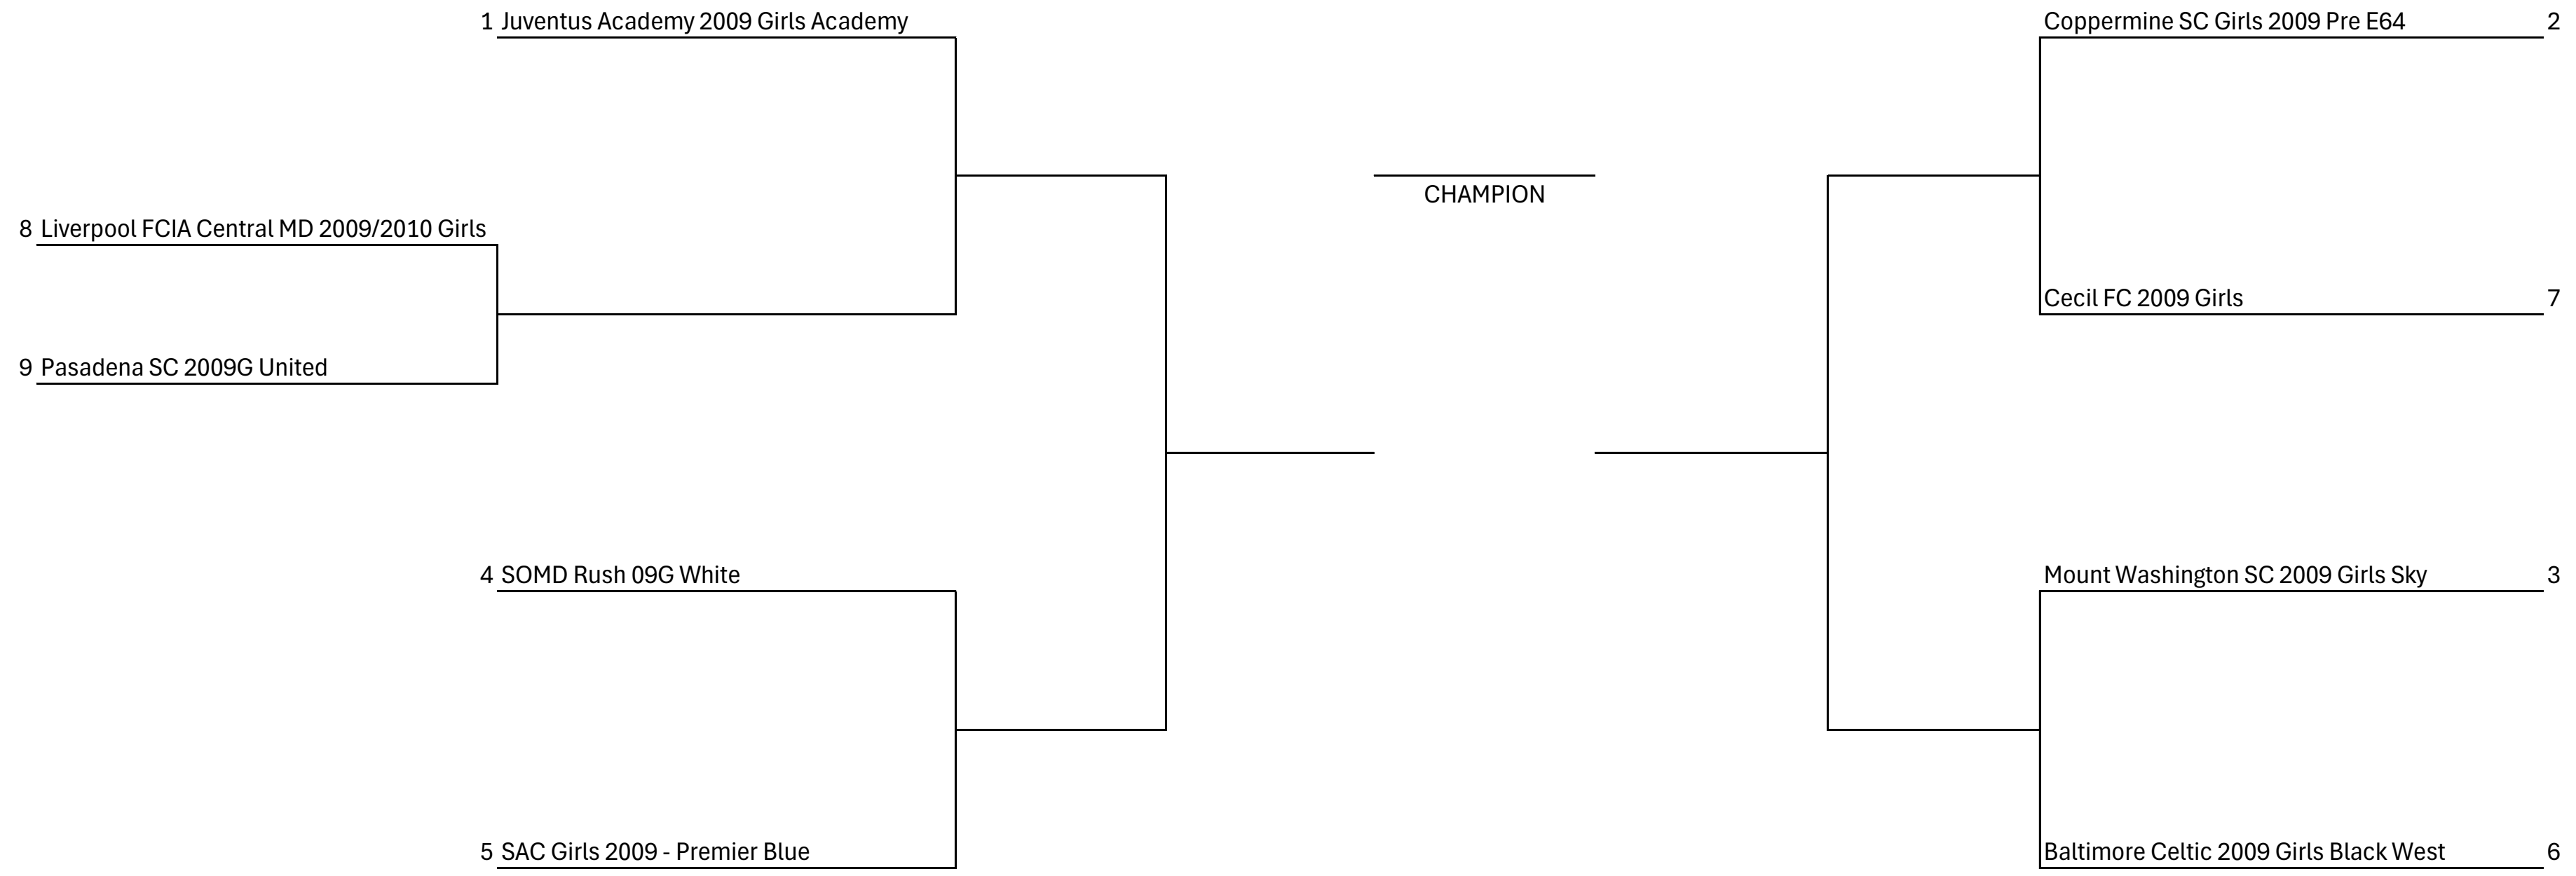 1 Juventus Academy 2009 Girls Academy
Coppermine SC Girls 2009 Pre E64 2
CHAMPION
8 Liverpool FCIA Central MD 2009/2010 Girls
Cecil FC 2009 Girls 7
9 Pasadena SC 2009G United
4 SOMD Rush 09G White
Mount Washington SC 2009 Girls Sky 3
5 SAC Girls 2009 - Premier Blue
Baltimore Celtic 2009 Girls Black West 6